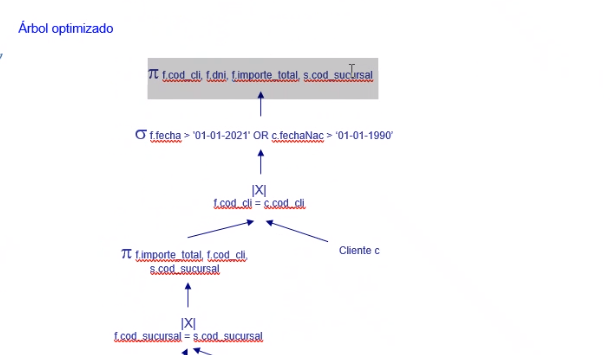 Árbol optimizado
π f.cod_cli, f.dni, f.importe_total, s.cod_sucursal
σ f.fecha > '01-01-2021' OR c.fechaNac > '01-01-1990'
|X|
f.cod_cli = c.cod_cli
Cliente c
π f.importe_total, f.cod_cli,
s.cod_sucursal
|X|
f.cod_sucursal = s.cod_sucursal